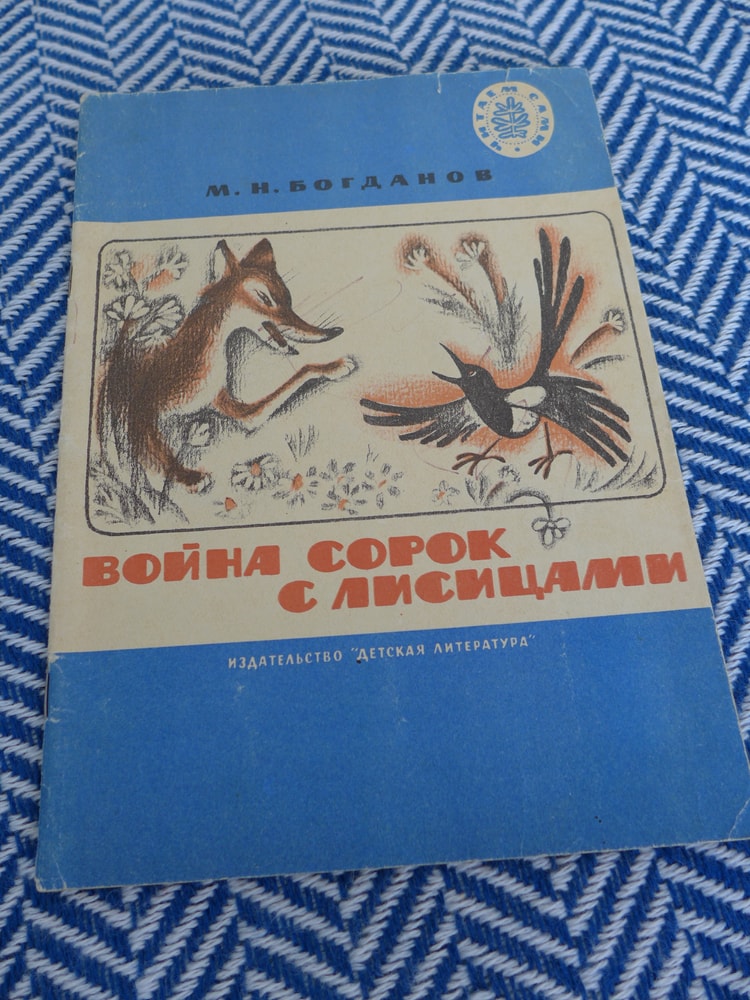 ЧИТАЕМ САМИ
М. Н. БОГДАНОВ
ВОЙНА СОРОК
С ЛИСИЦАМИ
ИЗДАТЕЛЬСТВО "ДЕТСКАЯ ЛИТЕРАТУРА"